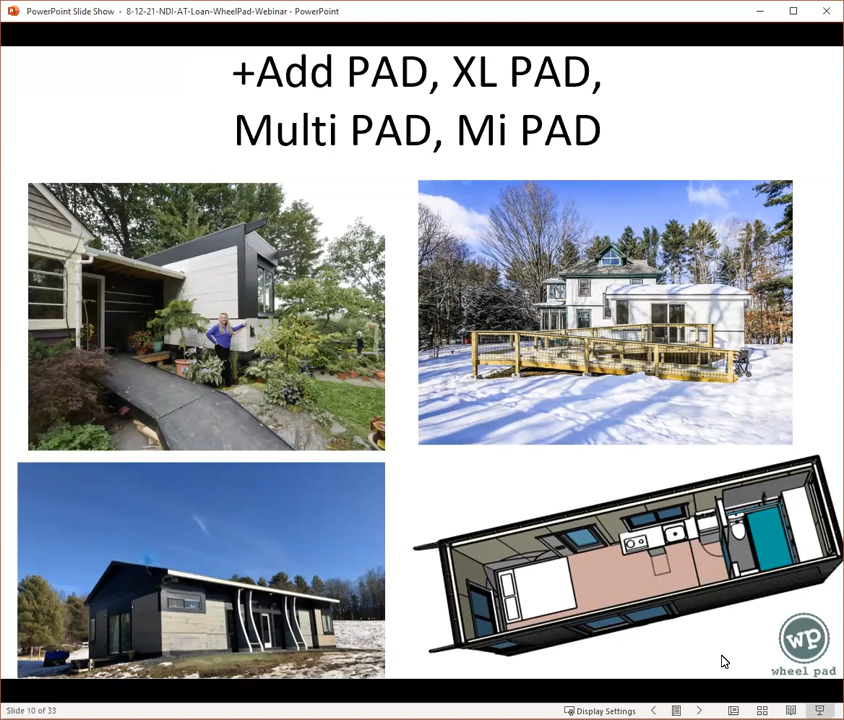 PowerPoint Slide Show - 8-12-21-NDI-AT-Loan-WheelPad-Webinar - PowerPoint
+Add PAD, XL PAD,
Multi PAD, Mi PAD
wp
wheel pad
Slide 10 of 33
Display Settings